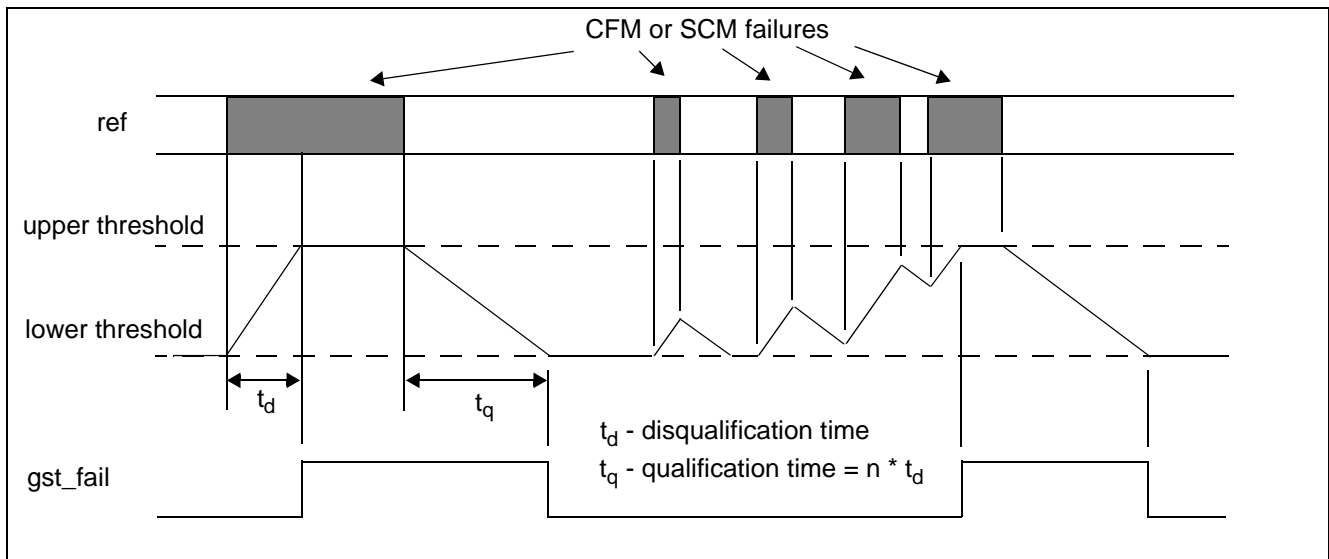 CFM or SCM failures
ref
upper threshold
lower threshold
td
tq
td - disqualification time
tq - qualification time = n * td
gst_fail